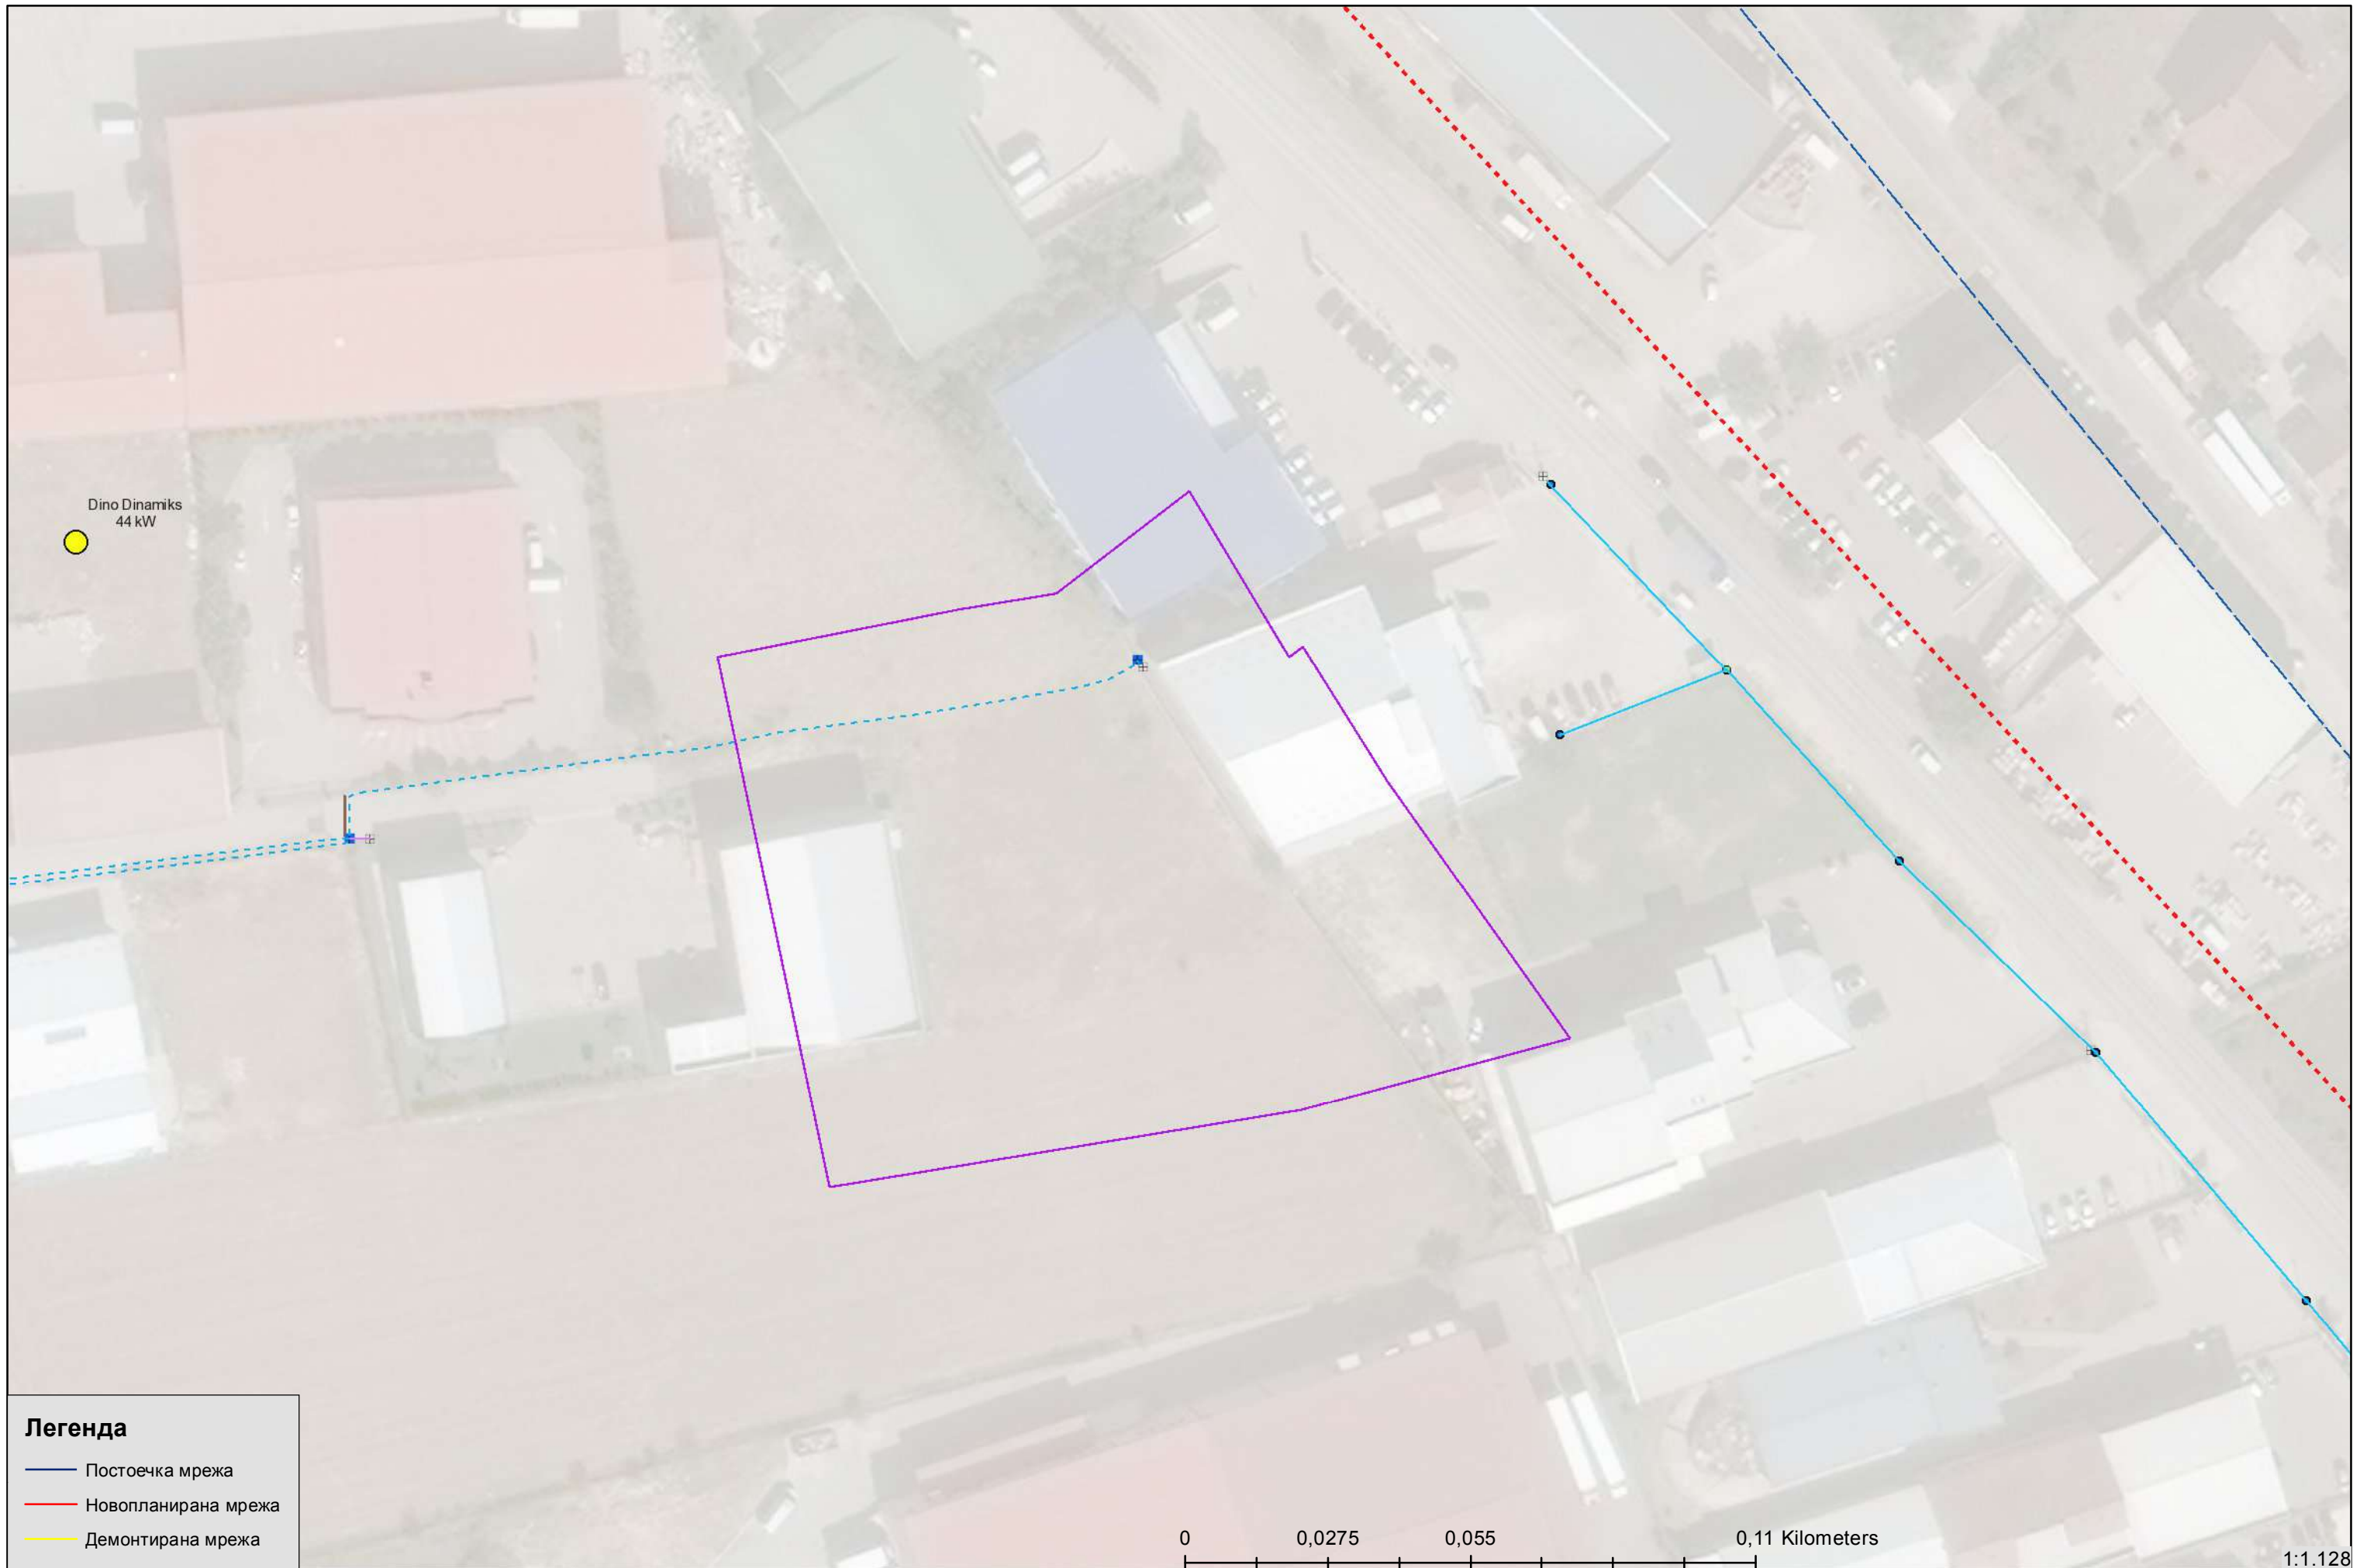 Dino Dinamiks
44 kW
Легенда
Постоечка мрежа
Новопланирана мрежа
Демонтирана мрежа
0 0,0275 0,055 0,11 Kilometers
1:1.128